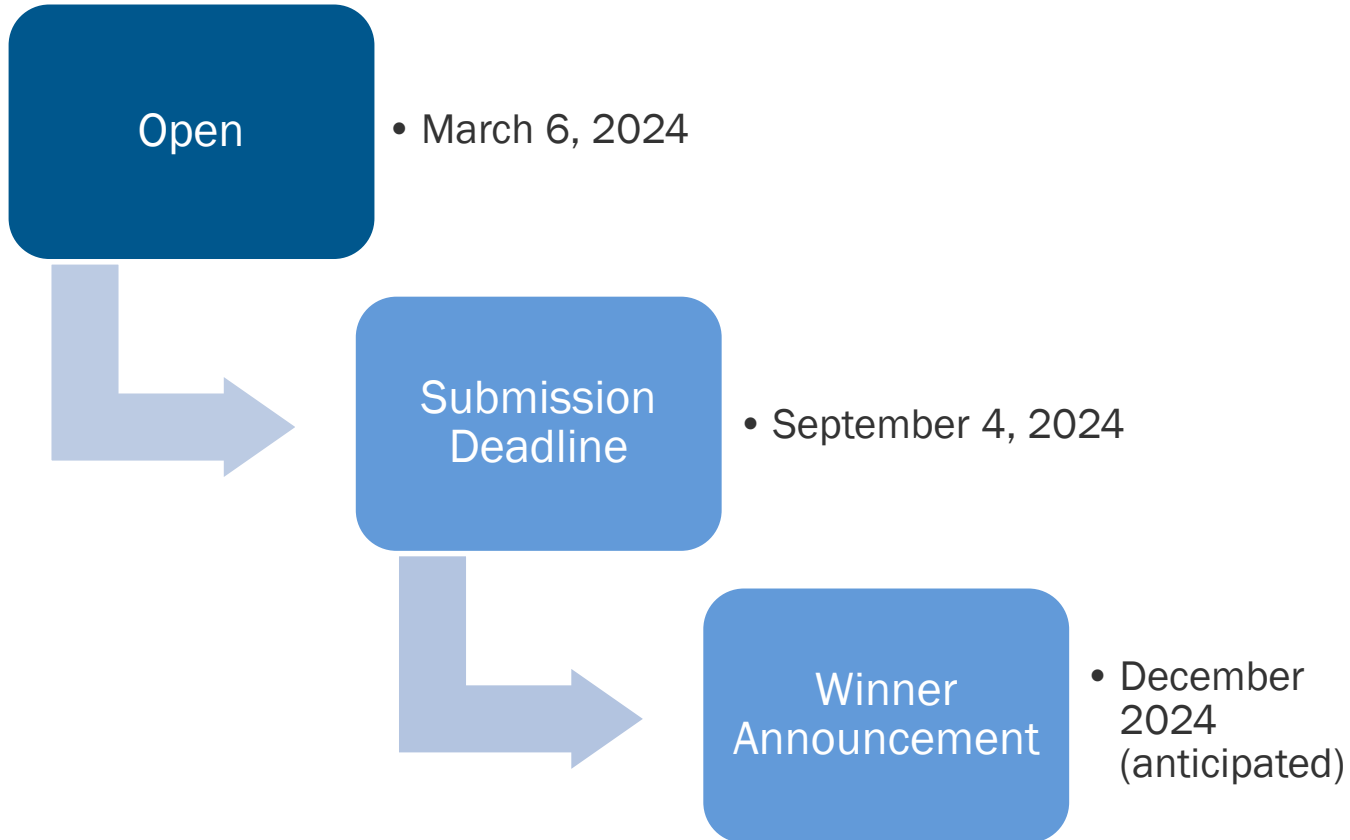 Open
• March 6, 2024
Submission
Deadline
• September 4, 2024
Winner
Announcement
• December
2024
(anticipated)